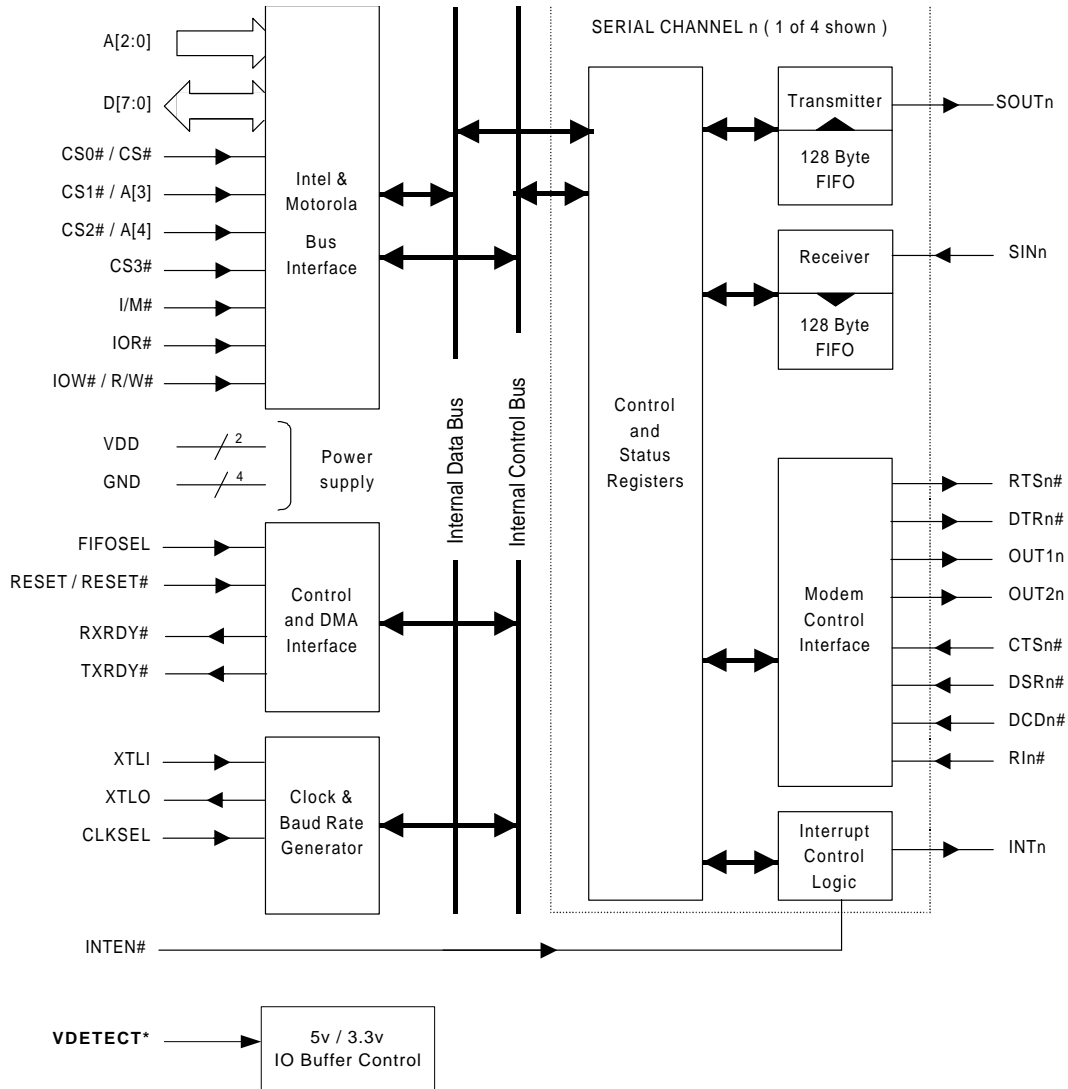 SERIAL CHANNEL n ( 1 of 4 shown )
A[2:0]
D[7:0]
CS0# / CS#
CS1# / A[3]
CS2# / A[4]
CS3#
I/M#
IOR#
IOW# / R/W#
Intel &
Motorola
Bus
Interface
VDD
2
GND
4
Power
supply
FIFOSEL
RESET / RESET#
RXRDY#
TXRDY#
Control
and DMA
Interface
XTLI
XTLO
CLKSEL
Clock &
Baud Rate
Generator
INTEN#
VDETECT*
5v / 3.3v
IO Buffer Control
Internal Data Bus
Internal Control Bus
Control
and
Status
Registers
Transmitter
128 Byte
FIFO
SOUTn
Receiver
128 Byte
FIFO
SINn
Modem
Control
Interface
RTSn#
DTRn#
OUT1n
OUT2n
CTSn#
DSRn#
DCDn#
RIn#
Interrupt
Control
Logic
INTn